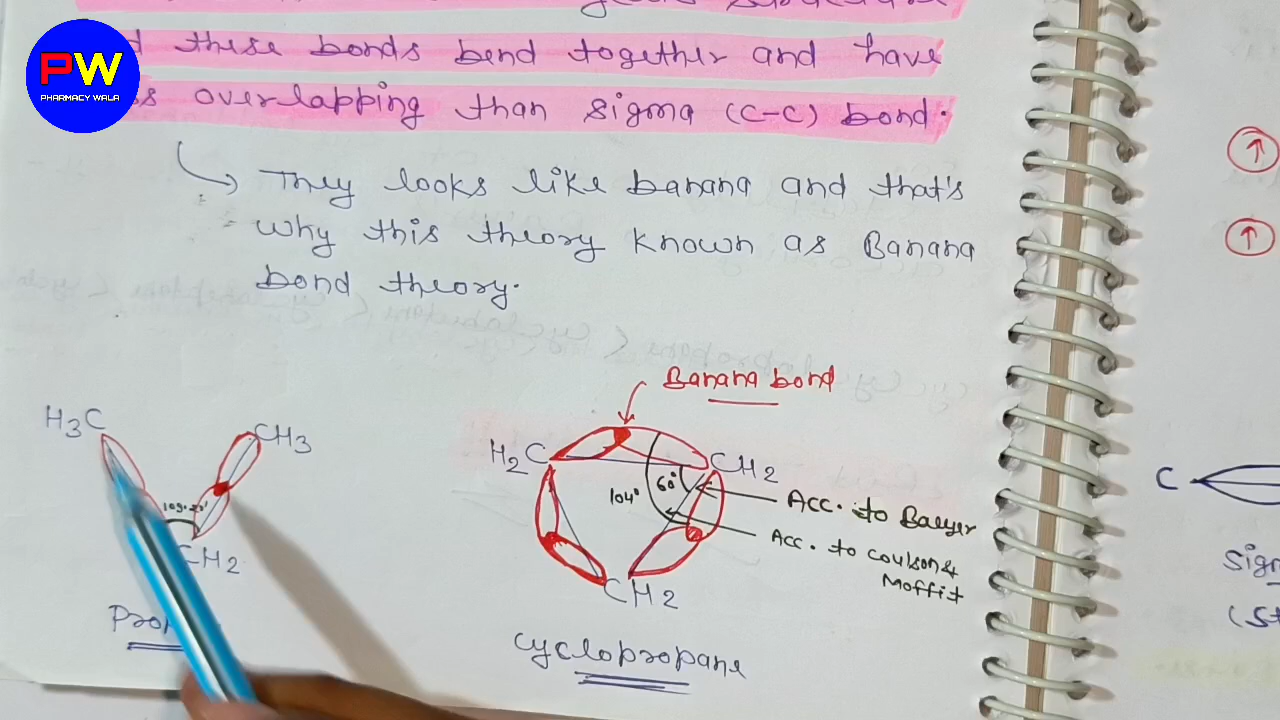 PW
PHARMACY WALA
these bonds bend together and have
overlapping than sigma (C-C) bond.
They looks like banana and that's
why this theory known as Banana
bond theory.
Banana bond
H3C
CH3
CH2
H2C
CH2
CH2
104°
60°
Acc. to Baeyer
Acc. to Coulson &
Moffit
Cyclopropane
C